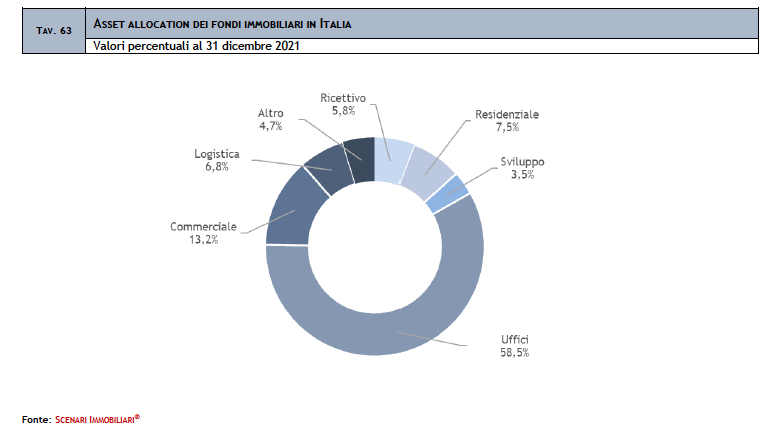 TAV. 63
ASSET ALLOCATION DEI FONDI IMMOBILIARI IN ITALIA
Valori percentuali al 31 dicembre 2021
Ricettivo
5,8%
Residenziale
7,5%
Sviluppo
3,5%
Uffici
58,5%
Commerciale
13,2%
Logistica
6,8%
Altro
4,7%
Fonte: SCENARI IMMOBILIARI®